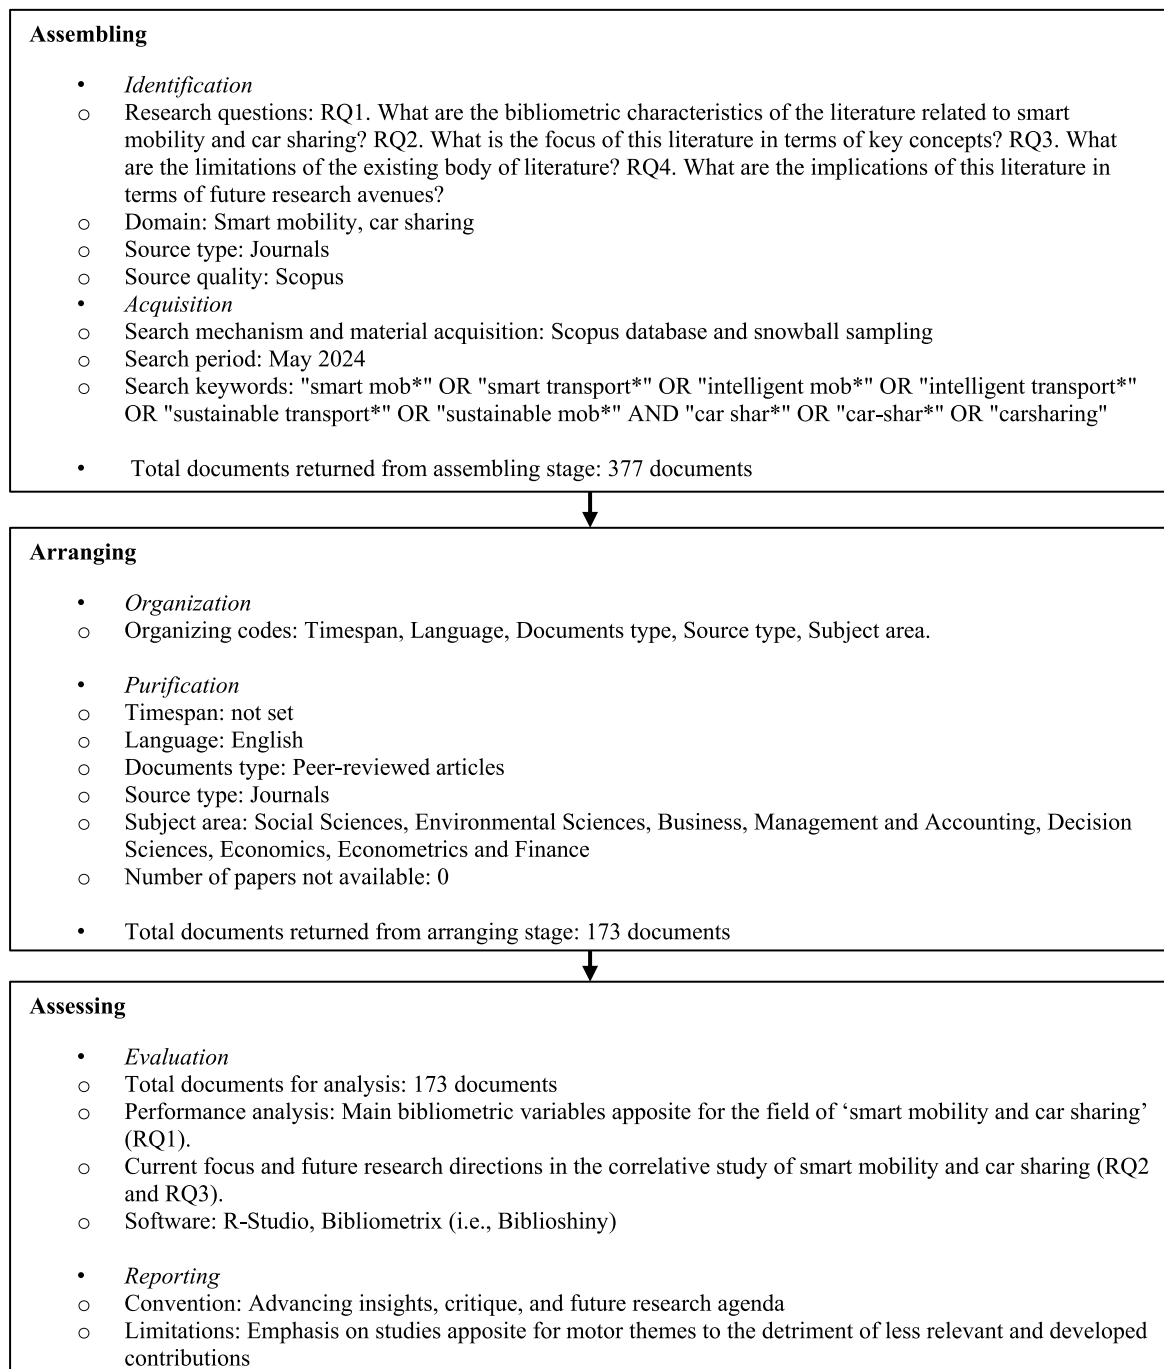 Assembling
• Identification
o Research questions: RQ1. What are the bibliometric characteristics of the literature related to smart
mobility and car sharing? RQ2. What is the focus of this literature in terms of key concepts? RQ3. What
are the limitations of the existing body of literature? RQ4. What are the implications of this literature in
terms of future research avenues?
o Domain: Smart mobility, car sharing
o Source type: Journals
o Source quality: Scopus
• Acquisition
o Search mechanism and material acquisition: Scopus database and snowball sampling
o Search period: May 2024
o Search keywords: "smart mob*" OR "smart transport*" OR "intelligent mob*" OR "intelligent transport*"
OR "sustainable transport*" OR "sustainable mob*" AND "car shar*" OR "car-shar*" OR "carsharing"
• Total documents returned from assembling stage: 377 documents
Arranging
• Organization
o Organizing codes: Timespan, Language, Documents type, Source type, Subject area.
• Purification
o Timespan: not set
o Language: English
o Documents type: Peer-reviewed articles
o Source type: Journals
o Subject area: Social Sciences, Environmental Sciences, Business, Management and Accounting, Decision
Sciences, Economics, Econometrics and Finance
o Number of papers not available: 0
• Total documents returned from arranging stage: 173 documents
Assessing
• Evaluation
o Total documents for analysis: 173 documents
o Performance analysis: Main bibliometric variables apposite for the field of ‘smart mobility and car sharing’
(RQ1).
o Current focus and future research directions in the correlative study of smart mobility and car sharing (RQ2
and RQ3).
o Software: R-Studio, Bibliometrix (i.e., Biblioshiny)
• Reporting
o Convention: Advancing insights, critique, and future research agenda
o Limitations: Emphasis on studies apposite for motor themes to the detriment of less relevant and developed
contributions